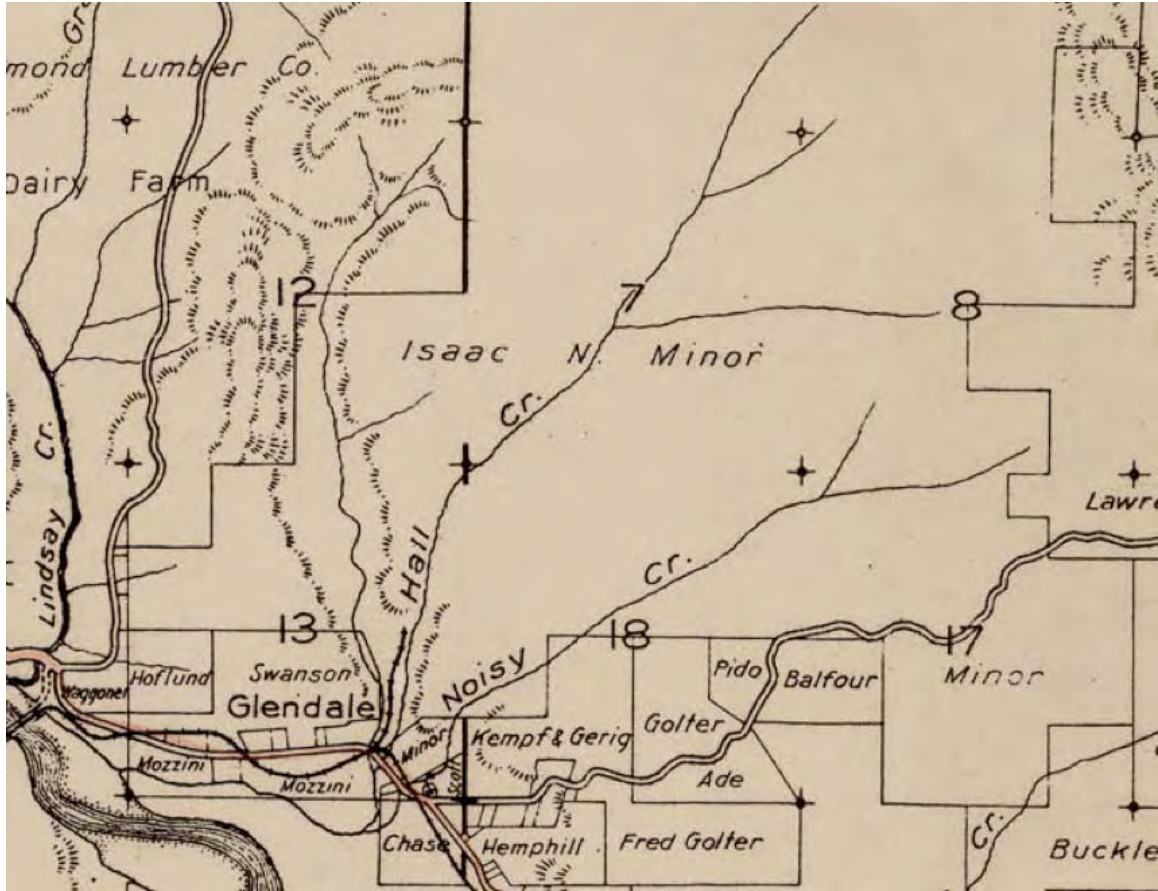 mond Lumber Co.
Dairy Farm
12
7
8
Isaac N. Minor
Cr.
Lindsay Cr.
Hall
Lawre
Noisy Cr.
13
18
17
Hoflund
Swanson
Pido
Balfour
Minor
Waggoner
Glendale
Golter
Minor
Kempf & Gerig
Mozzini
Mozzini
Scott
Ade
Chase
Hemphill
Fred Golter
Cr.
Buckle